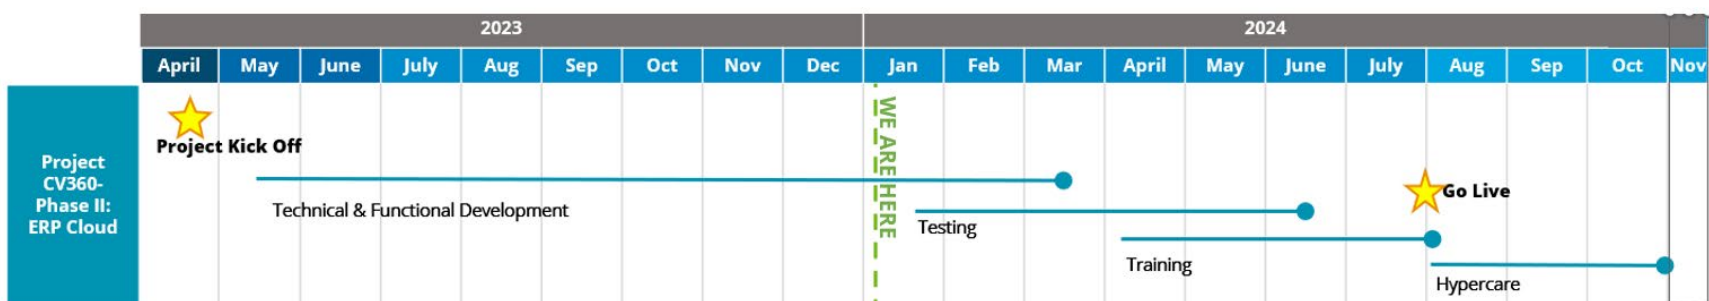 2023
2024
April
May
June
July
Aug
Sep
Oct
Nov
Dec
Jan
Feb
Mar
April
May
June
July
Aug
Sep
Oct
Nov
Project
CV360-
Phase II:
ERP Cloud
Project Kick Off
WE ARE HERE
Technical & Functional Development
Go Live
Testing
Training
Hypercare